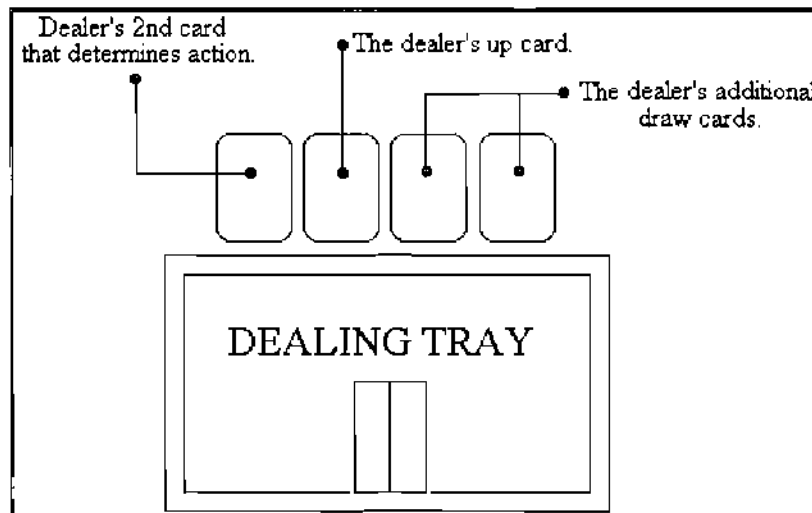 Dealer's 2nd card
that determines action.
The dealer's up card.
The dealer's additional
draw cards.
DEALING TRAY